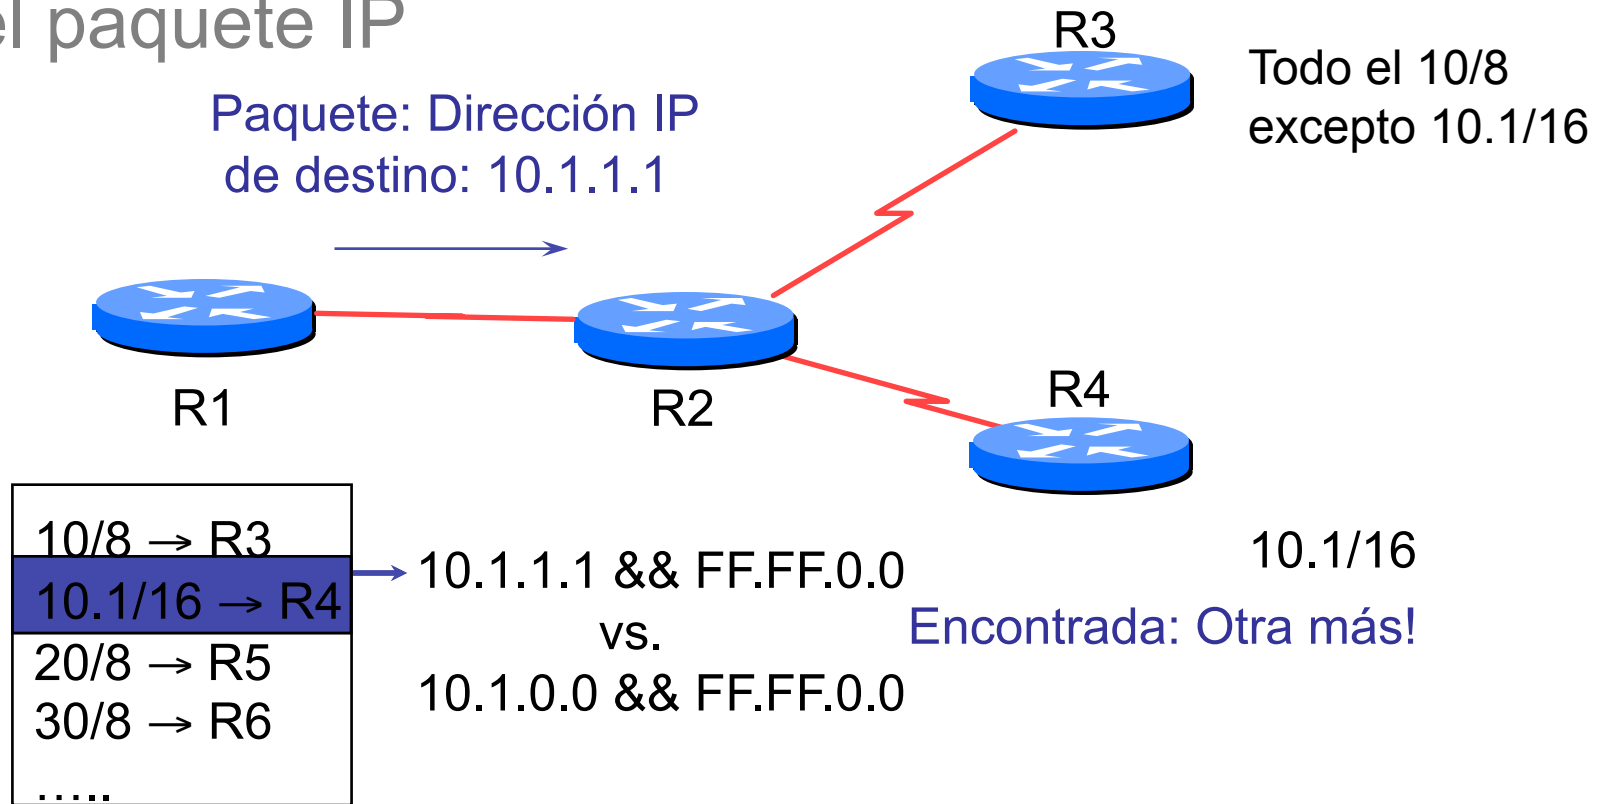 el paquete IP
R3
Todo el 10/8
excepto 10.1/16
Paquete: Dirección IP
de destino: 10.1.1.1
R1
R2
R4
10/8 → R3
10.1/16 → R4
20/8 → R5
30/8 → R6
…..
10.1.1.1 && FF.FF.0.0
vs.
10.1.0.0 && FF.FF.0.0
10.1/16
Encontrada: Otra más!